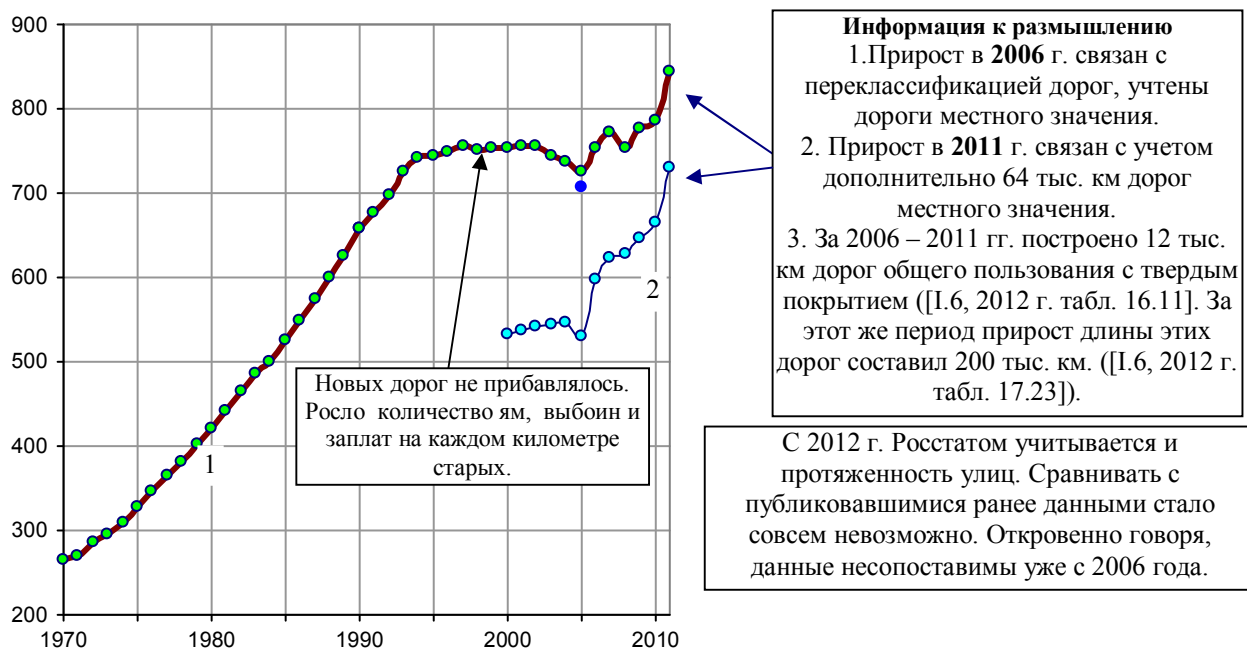 900
800
700
600
500
400
300
200
1970
1980
1990
2000
2010
1
2
Новых дорог не прибавлялось.
Росло количество ям, выбоин и
заплат на каждом километре
старых.
Информация к размышлению
1.Прирост в 2006 г. связан с
переклассификацией дорог, учтены
дороги местного значения.
2. Прирост в 2011 г. связан с учетом
дополнительно 64 тыс. км дорог
местного значения.
3. За 2006 – 2011 гг. построено 12 тыс.
км дорог общего пользования с твердым
покрытием ([I.6, 2012 г. табл. 16.11]. За
этот же период прирост длины этих
дорог составил 200 тыс. км. ([I.6, 2012 г.
табл. 17.23]).
С 2012 г. Росстатом учитывается и
протяженность улиц. Сравнивать с
публиковавшимися ранее данными стало
совсем невозможно. Откровенно говоря,
данные несопоставимы уже с 2006 года.